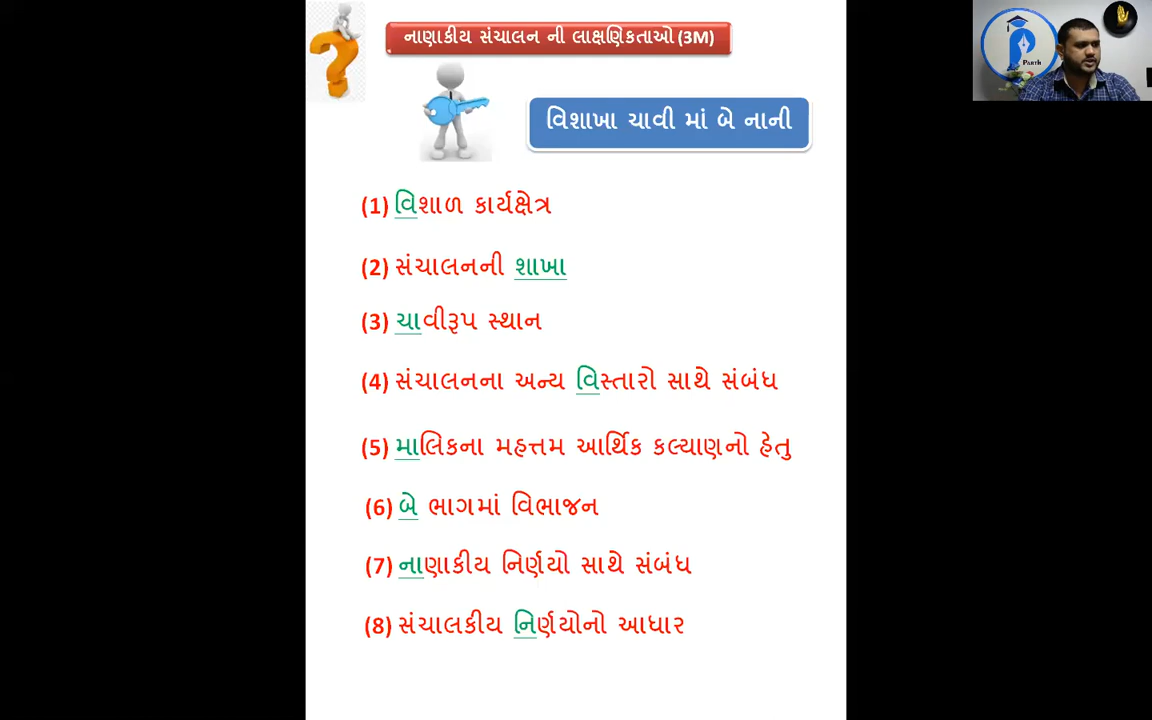 નાણાકીય સંચાલન ની લાક્ષણિકતાઓ (3M)
Parth
વિશાખા ચાવી માં બે નાની
(1) વિશાળ કાર્યક્ષેત્ર
(2) સંચાલનની શાખા
(3) ચાવીરૂપ સ્થાન
(4) સંચાલનના અન્ય વિસ્તારો સાથે સંબંધ
(5) માલિકના મહત્તમ આર્થિક કલ્યાણનો હેતુ
(6) બે ભાગમાં વિભાજન
(7) નાણાકીય નિર્ણયો સાથે સંબંધ
(8) સંચાલકીય નિર્ણયોનો આધાર